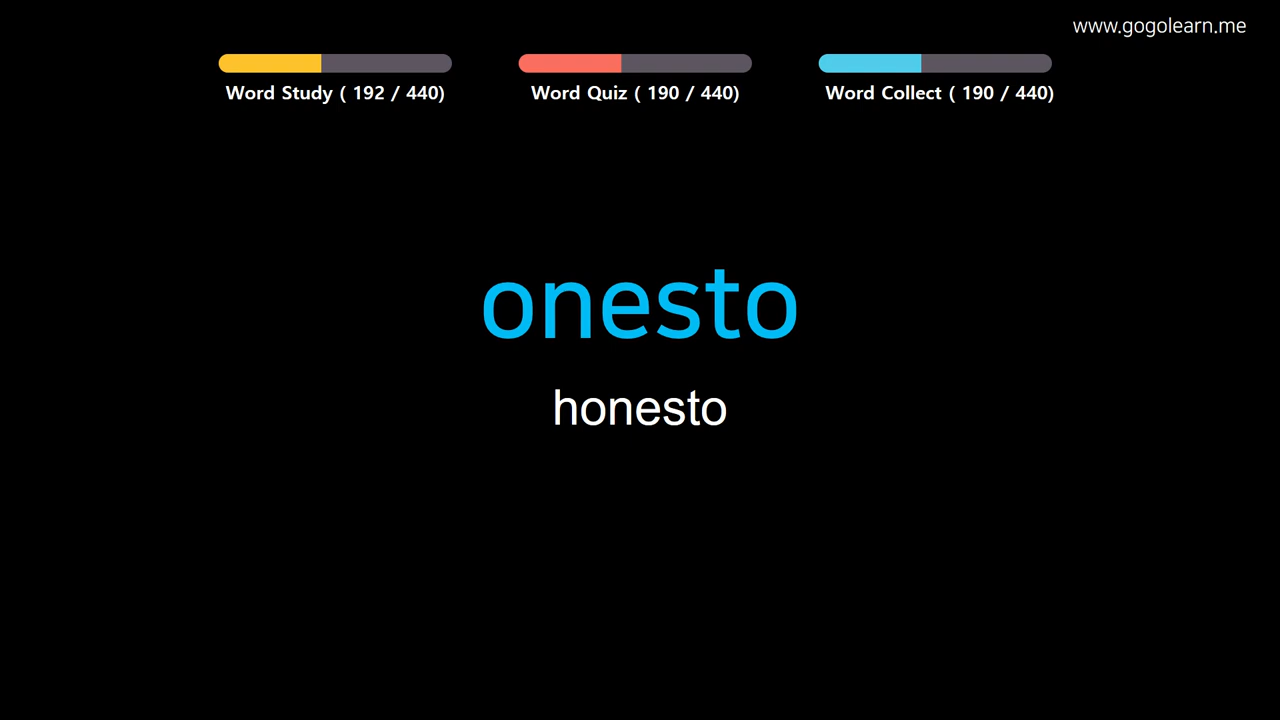 www.gogolearn.me
Word Study ( 192 / 440)
Word Quiz ( 190 / 440)
Word Collect ( 190 / 440)
onesto
honesto